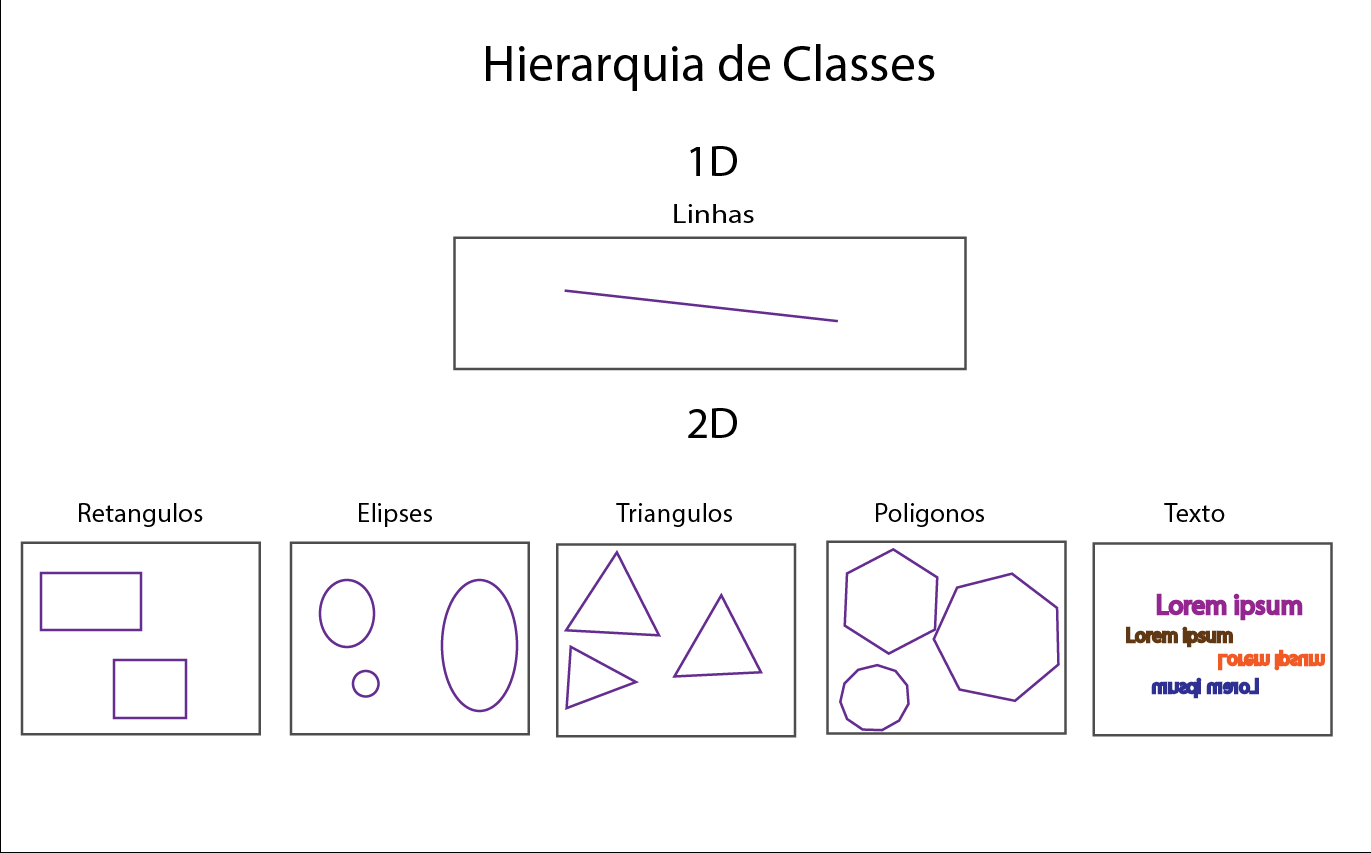 Hierarquia de Classes
1D
Linhas
2D
Retangulos
Elipses
Triangulos
Poligonos
Texto
Lorem ipsum
Lorem ipsum
Lorem ipsum
Lorem ipsum